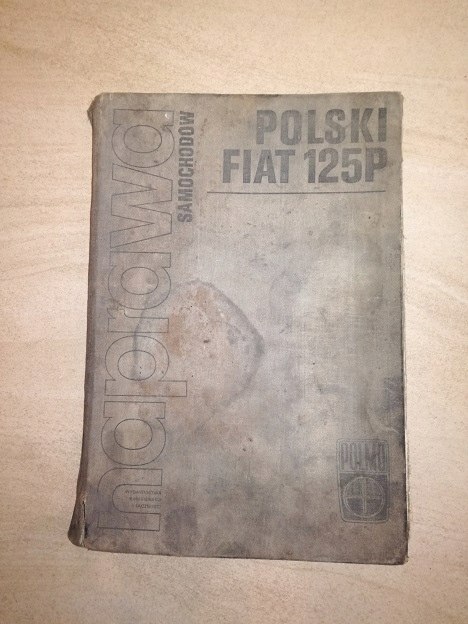 POLSKI
FIAT 125P
naprawa
SAMOCHODÓW
POLMO